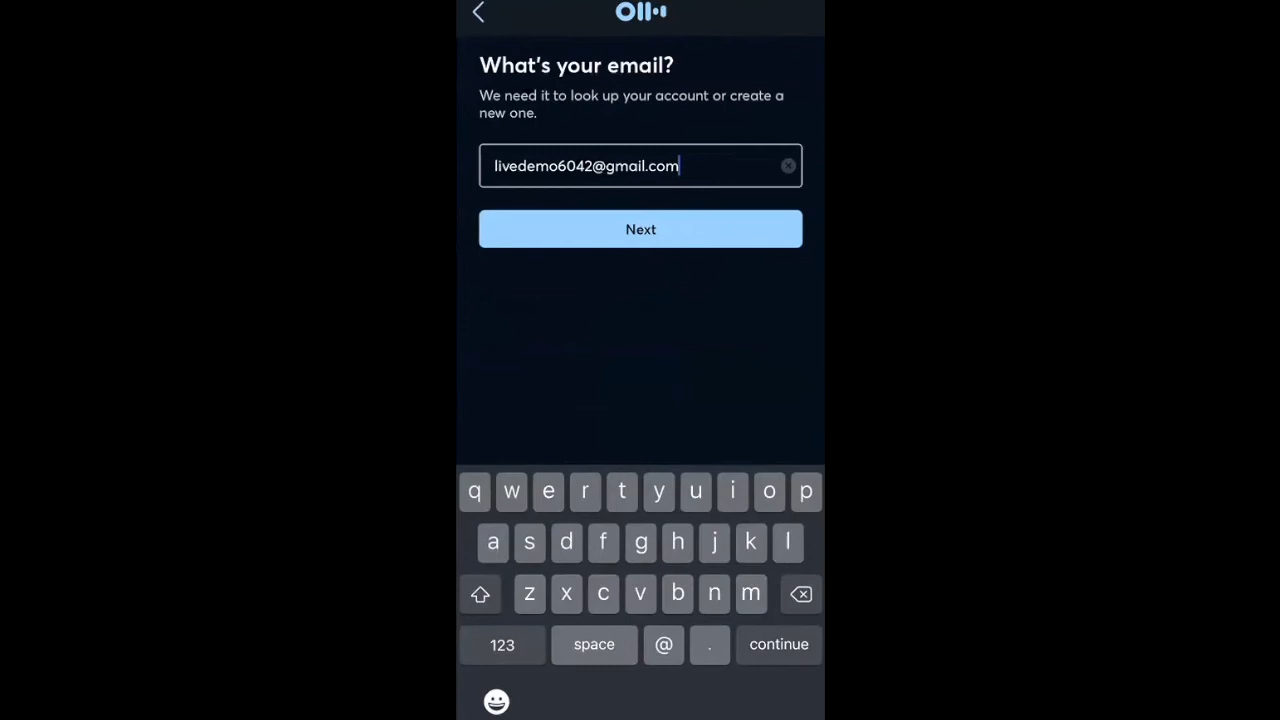 What's your email?
We need it to look up your account or create a
new one.
livedemo6042@gmail.com
Next
q w e r t y u i o p
a s d f g h j k l
z x c v b n m
123 space @ . continue